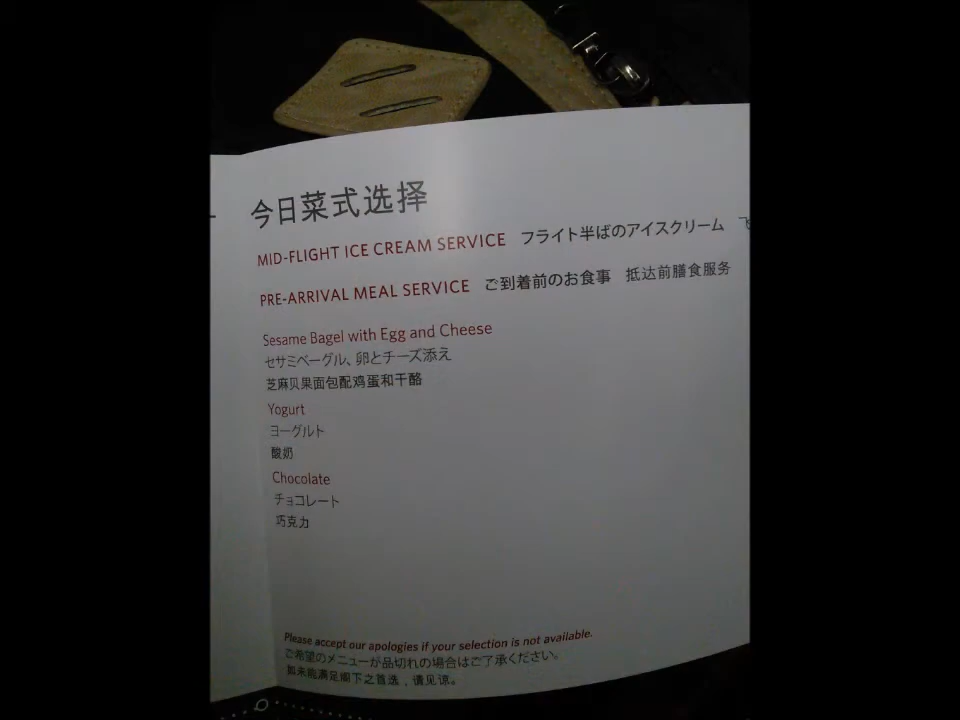 今日菜式选择
MID-FLIGHT ICE CREAM SERVICE フライト半ばのアイスクリーム
PRE-ARRIVAL MEAL SERVICE ご到着前のお食事 抵达前膳食服务
Sesame Bagel with Egg and Cheese
セサミベーグル、卵とチーズ添え
芝麻贝果面包配鸡蛋和干酪
Yogurt
ヨーグルト
酸奶
Chocolate
チョコレート
巧克力
Please accept our apologies if your selection is not available.
ご希望のメニューが品切れの場合はご了承ください。
如未能满足阁下之首选，请见谅。